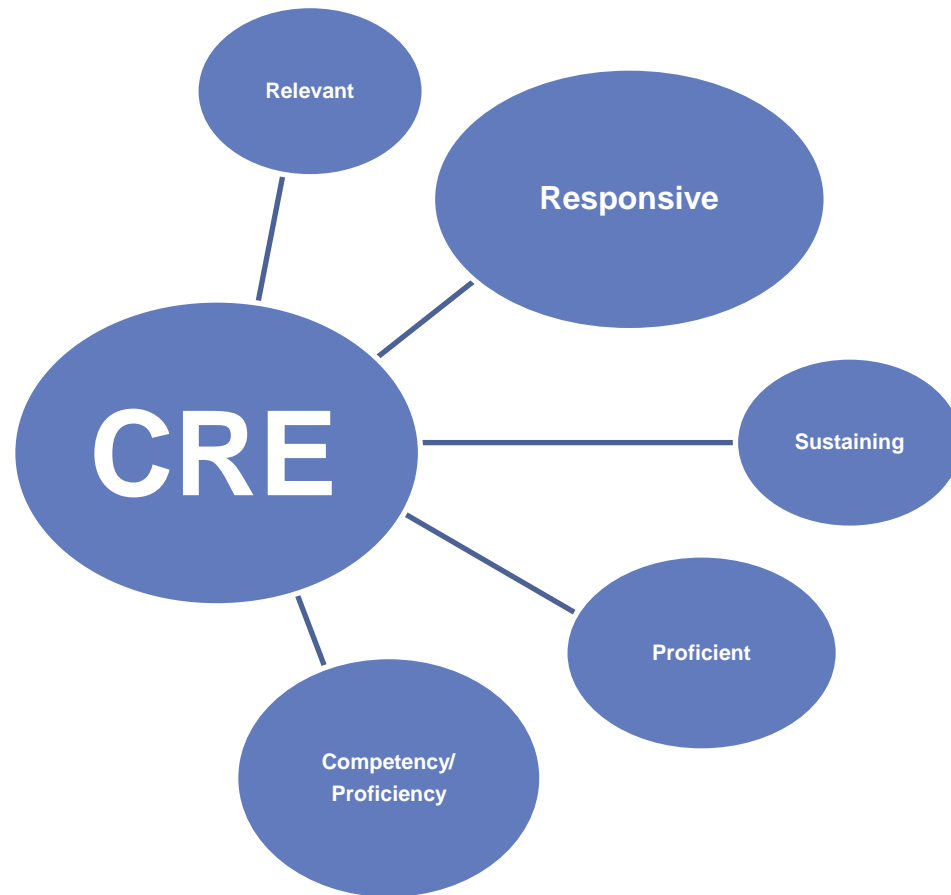 Relevant
Responsive
CRE
Sustaining
Proficient
Competency/
Proficiency